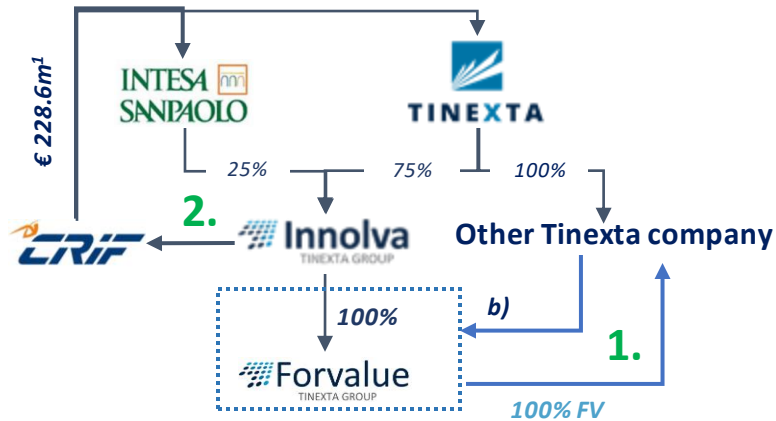 INTESA
SANPAOLO
TINEXTA
€ 228.6m1
25%
75%
100%
2.
CRIF
Innolva
TINEXTA GROUP
Other Tinexta company
100%
b)
1.
Forvalue
TINEXTA GROUP
100% FV